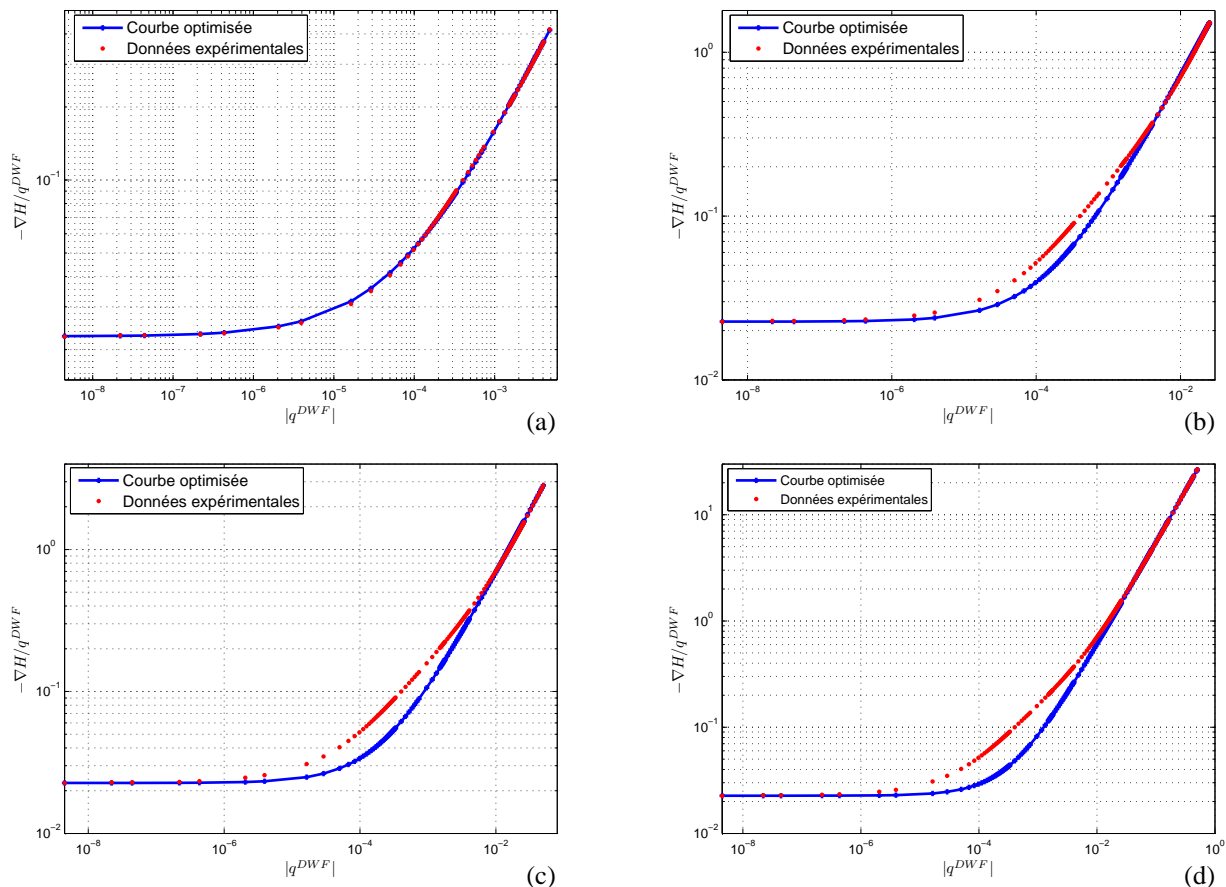 Courbe optimisée
Données expérimentales
−∇H/q^{DWF}
10^{−1}
10^{−8} 10^{−7} 10^{−6} 10^{−5} 10^{−4} 10^{−3}
|q^{DWF}|
(a)
Courbe optimisée
Données expérimentales
−∇H/q^{DWF}
10^{0}
10^{−1}
10^{−2}
10^{−8} 10^{−6} 10^{−4} 10^{−2}
|q^{DWF}|
(b)
Courbe optimisée
Données expérimentales
−∇H/q^{DWF}
10^{0}
10^{−1}
10^{−2}
10^{−8} 10^{−6} 10^{−4} 10^{−2}
|q^{DWF}|
(c)
Courbe optimisée
Données expérimentales
−∇H/q^{DWF}
10^{1}
10^{0}
10^{−1}
10^{−2}
10^{−8} 10^{−6} 10^{−4} 10^{−2} 10^{0}
|q^{DWF}|
(d)